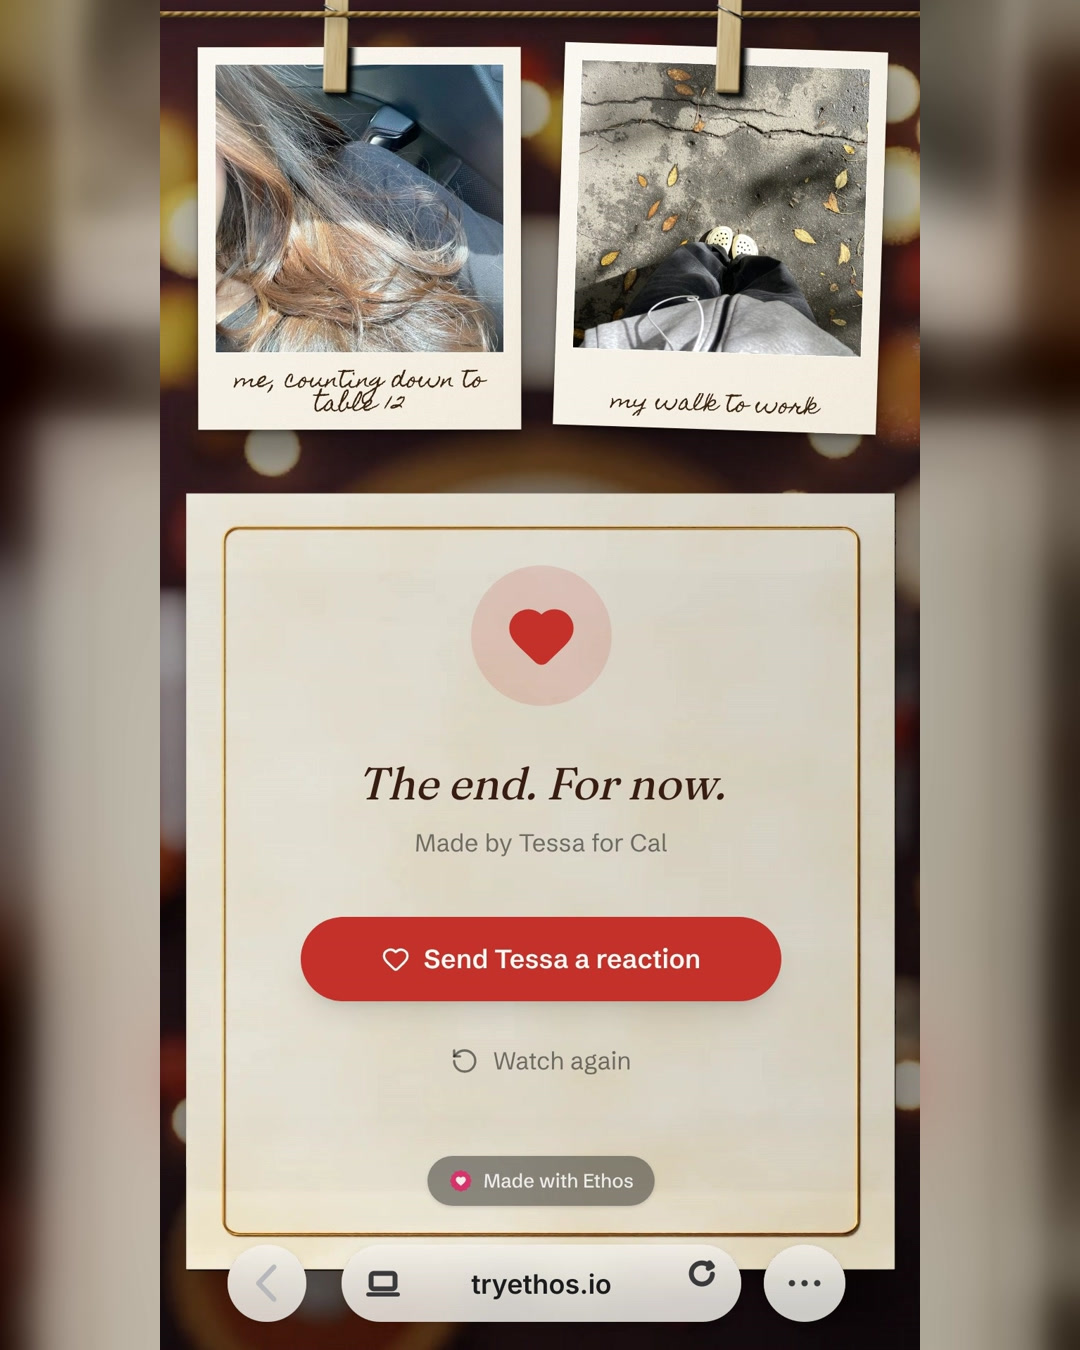 me, counting down to
table 12
my walk to work
The end. For now.
Made by Tessa for Cal
Send Tessa a reaction
Watch again
Made with Ethos
tryethos.io